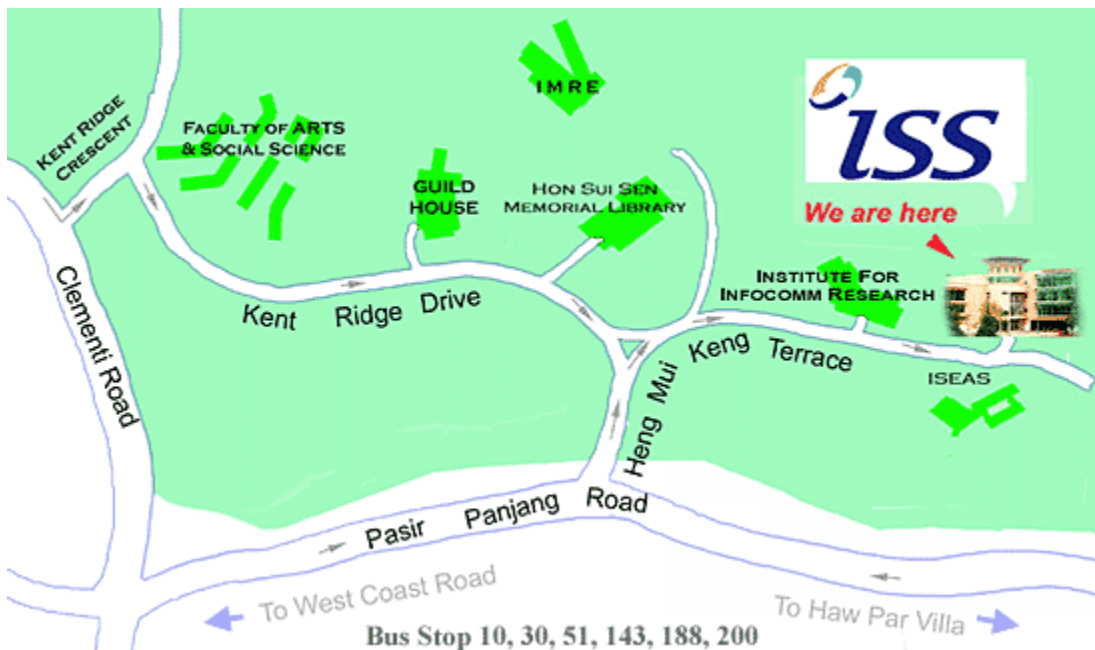 KENT RIDGE
CRESCENT
FACULTY OF ARTS
& SOCIAL SCIENCE
IMRE
iSS
We are here
GUILD
HOUSE
HON SUI SEN
MEMORIAL LIBRARY
INSTITUTE FOR
INFOCOMM RESEARCH
Clementi Road
Kent Ridge Drive
Heng Mui Keng Terrace
ISEAS
Pasir Panjang Road
To West Coast Road
To Haw Par Villa
Bus Stop 10, 30, 51, 143, 188, 200